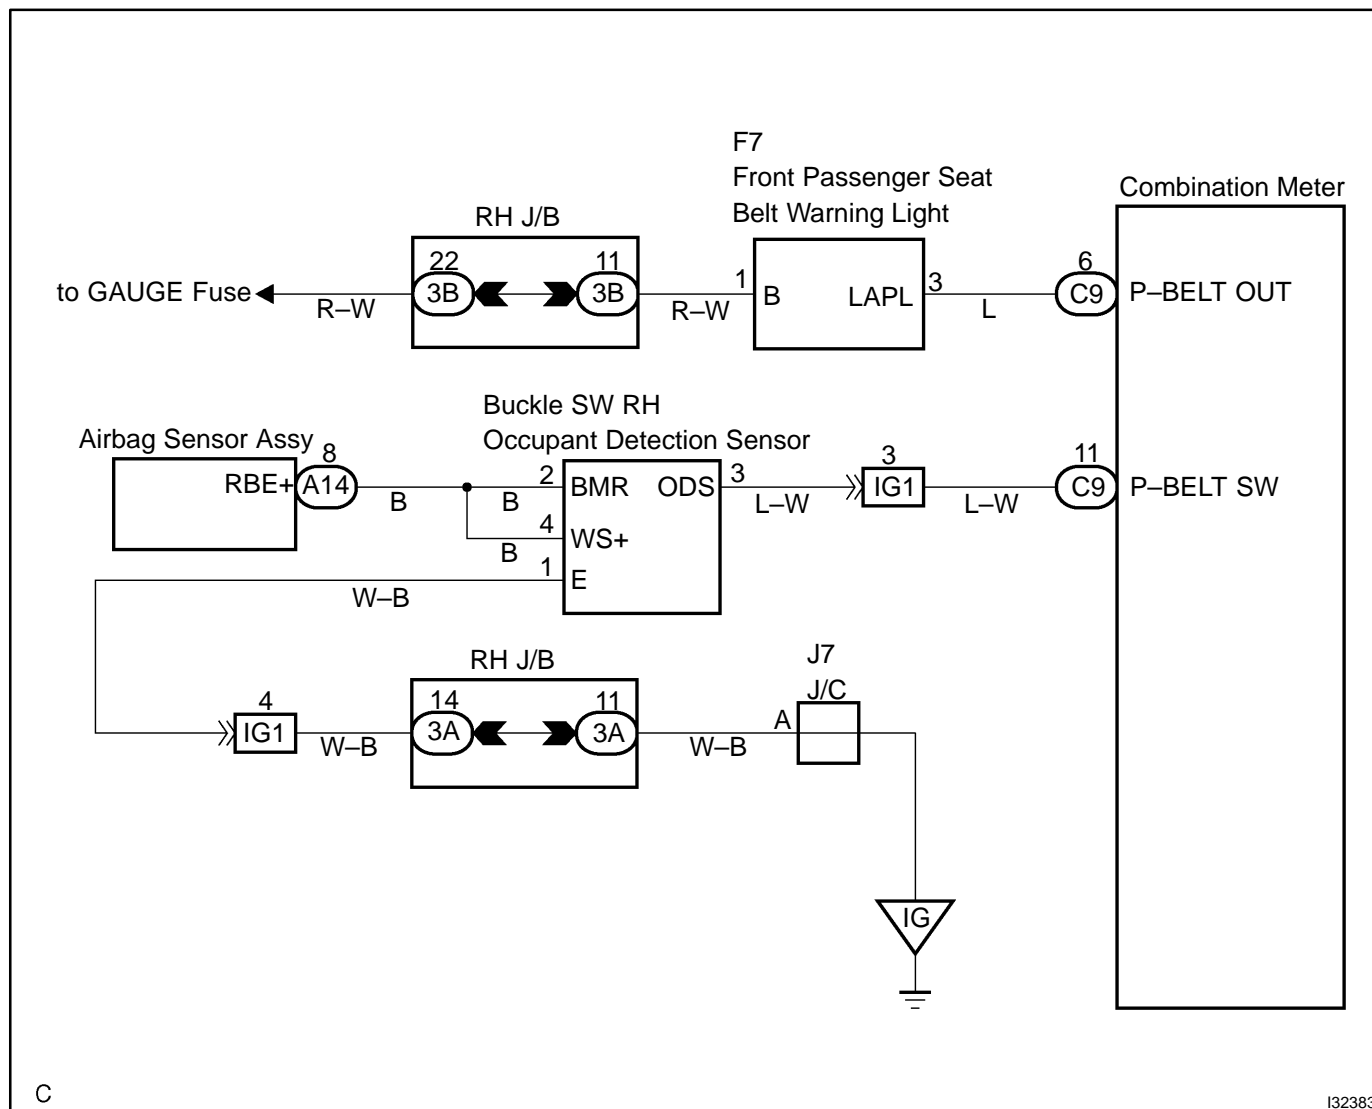 F7
Front Passenger Seat
Belt Warning Light
Combination Meter
RH J/B
22
11
1
3
6
to GAUGE Fuse
R–W
3B
3B
R–W
B
LAPL
L
C9
P–BELT OUT
Buckle SW RH
Occupant Detection Sensor
Airbag Sensor Assy
8
RBE+
A14
B
B
2
BMR
ODS
3
L–W
3
IG1
L–W
11
C9
P–BELT SW
B
4
WS+
W–B
1
E
RH J/B
J7
J/C
4
IG1
W–B
14
3A
11
3A
W–B
A
IG
C
I32383